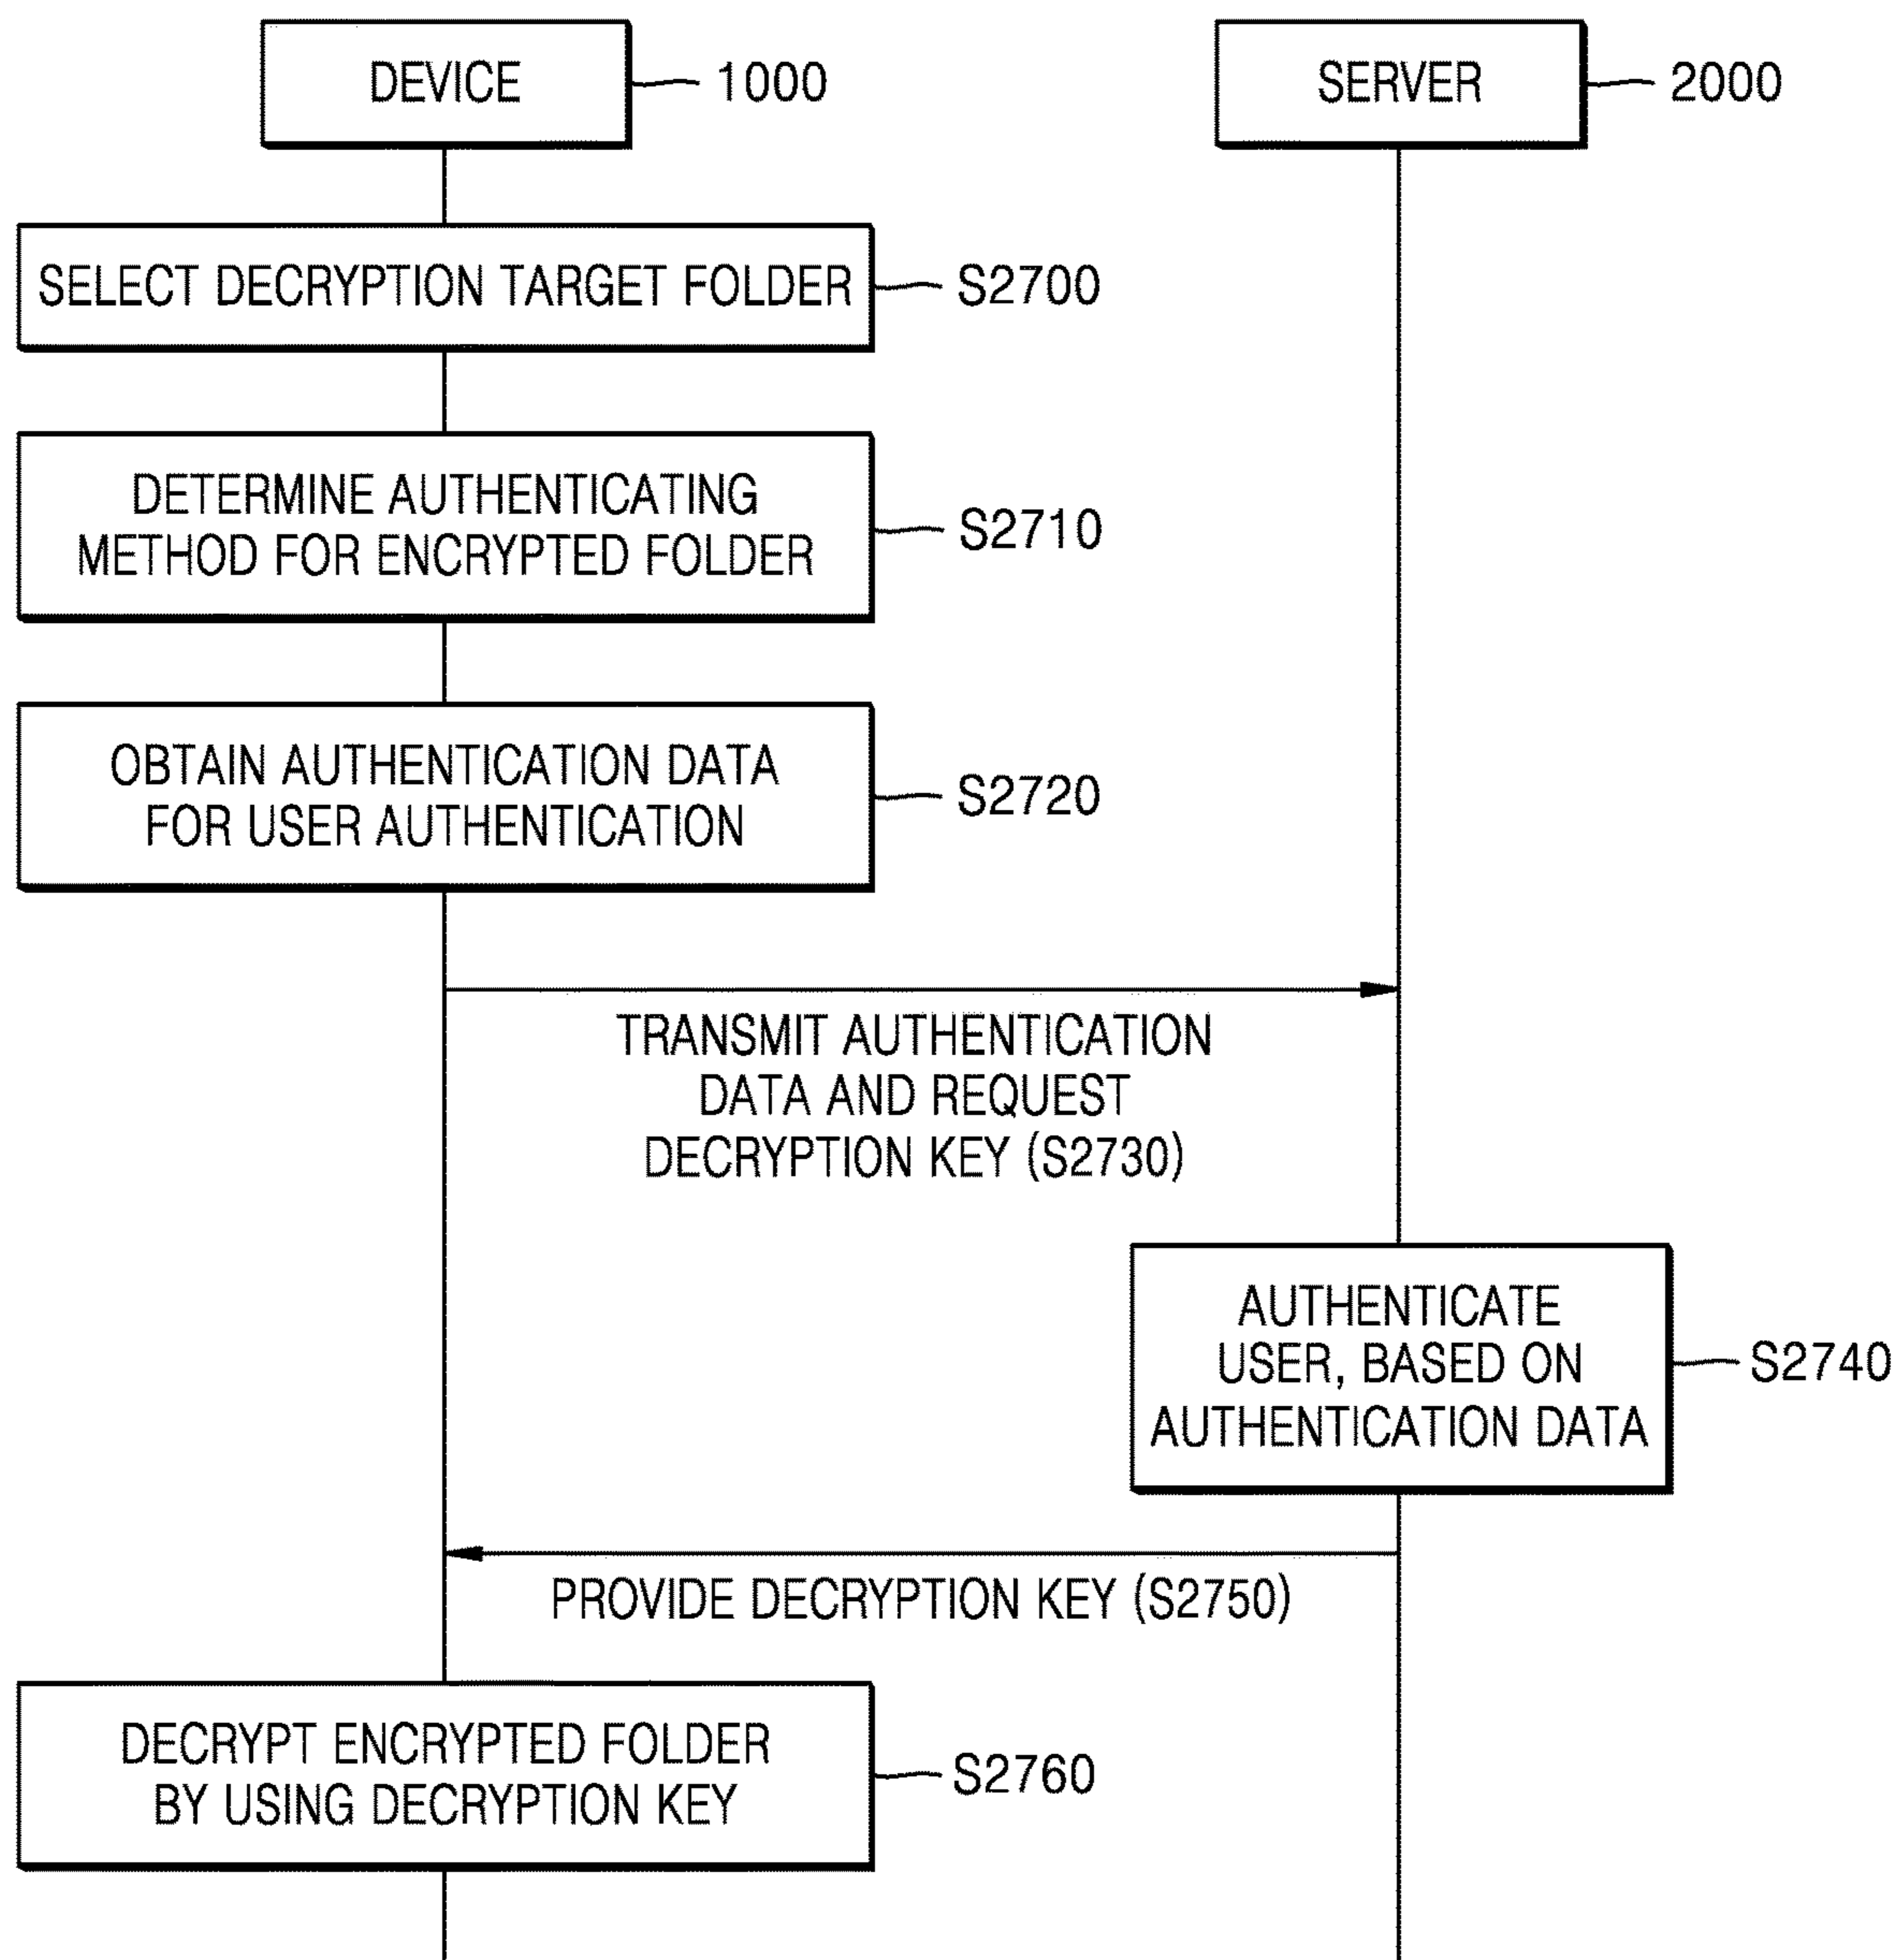 DEVICE
1000
SERVER
2000
SELECT DECRYPTION TARGET FOLDER
S2700
DETERMINE AUTHENTICATING
METHOD FOR ENCRYPTED FOLDER
S2710
OBTAIN AUTHENTICATION DATA
FOR USER AUTHENTICATION
S2720
TRANSMIT AUTHENTICATION
DATA AND REQUEST
DECRYPTION KEY (S2730)
AUTHENTICATE
USER, BASED ON
AUTHENTICATION DATA
S2740
PROVIDE DECRYPTION KEY (S2750)
DECRYPT ENCRYPTED FOLDER
BY USING DECRYPTION KEY
S2760